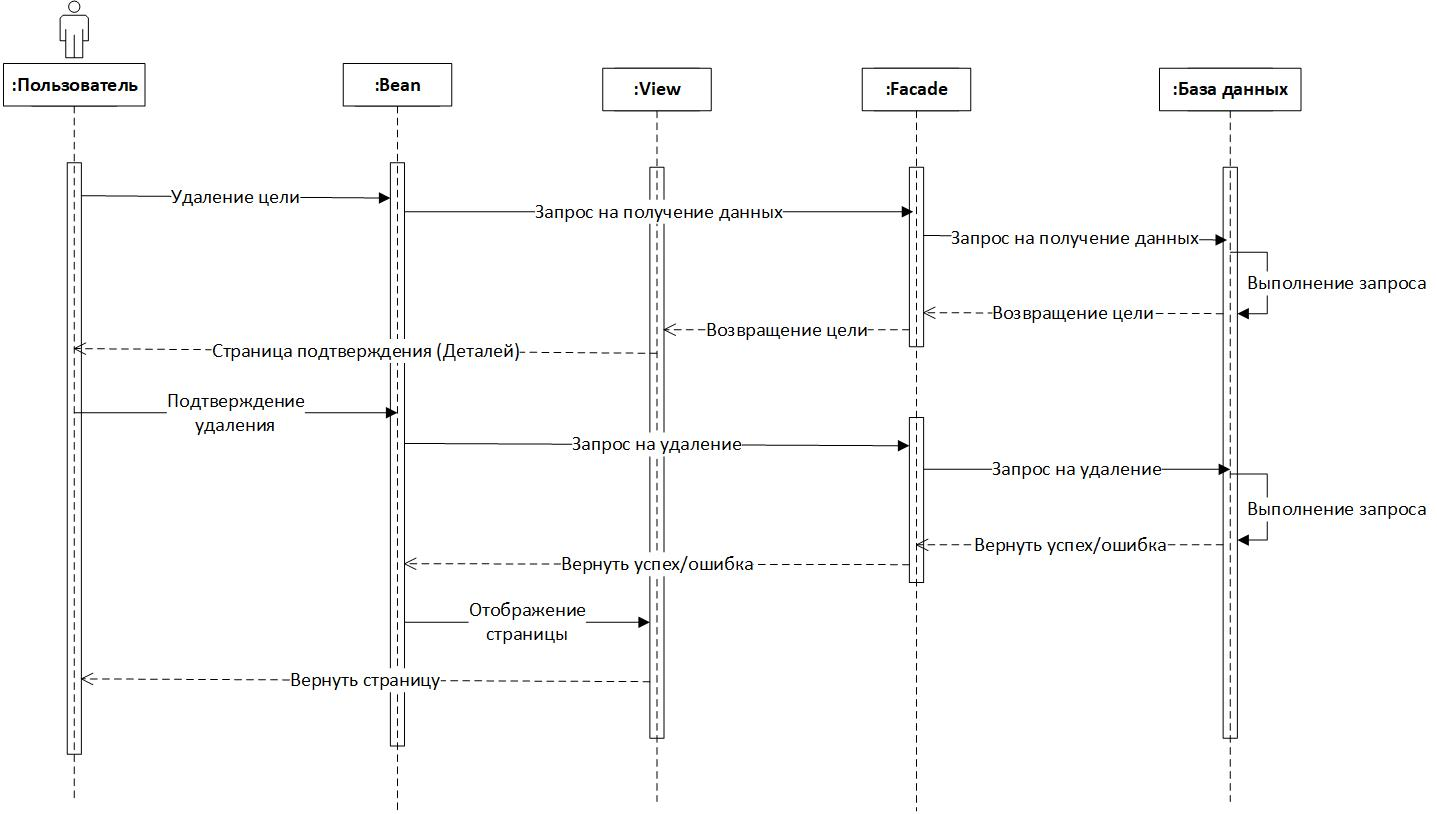 :Пользователь
:Bean
:View
:Facade
:База данных
Удаление цели
Запрос на получение данных
Запрос на получение данных
Выполнение запроса
Возвращение цели
Возвращение цели
Страница подтверждения (Деталей)
Подтверждение
удаления
Запрос на удаление
Запрос на удаление
Выполнение запроса
Вернуть успех/ошибка
Вернуть успех/ошибка
Отображение
страницы
Вернуть страницу